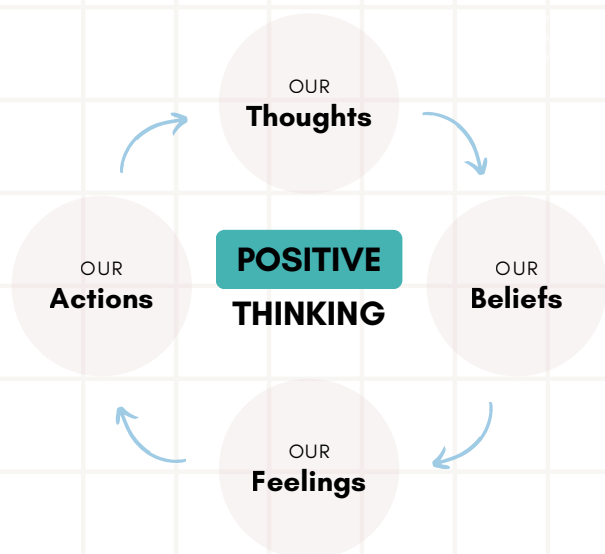 OUR
Thoughts
OUR
Actions
POSITIVE
THINKING
OUR
Beliefs
OUR
Feelings